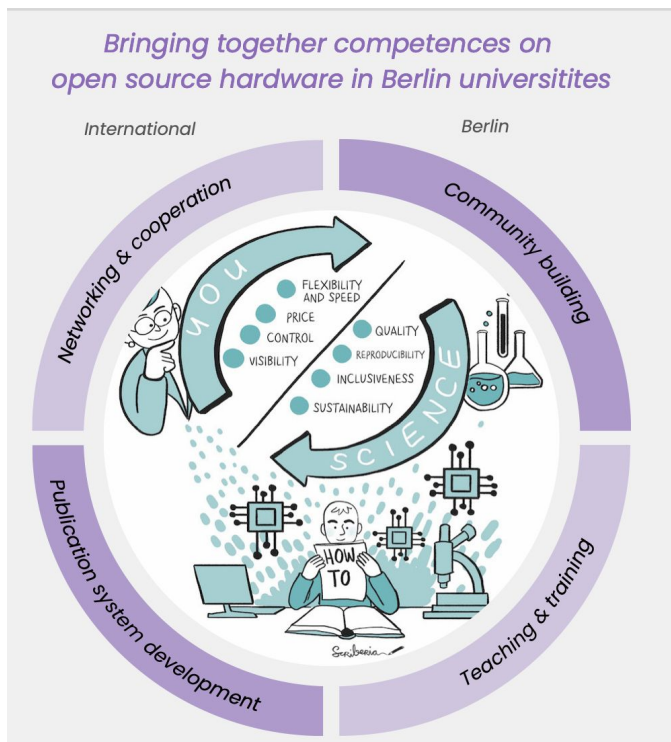 Bringing together competences on
open source hardware in Berlin universitites
International
Berlin
Networking & cooperation
Community building
YOU
FLEXIBILITY
AND SPEED
PRICE
CONTROL
VISIBILITY
QUALITY
REPRODUCIBILITY
INCLUSIVENESS
SUSTAINABILITY
SCIENCE
HOW
TO
Scriberia
Publication system development
Teaching & training